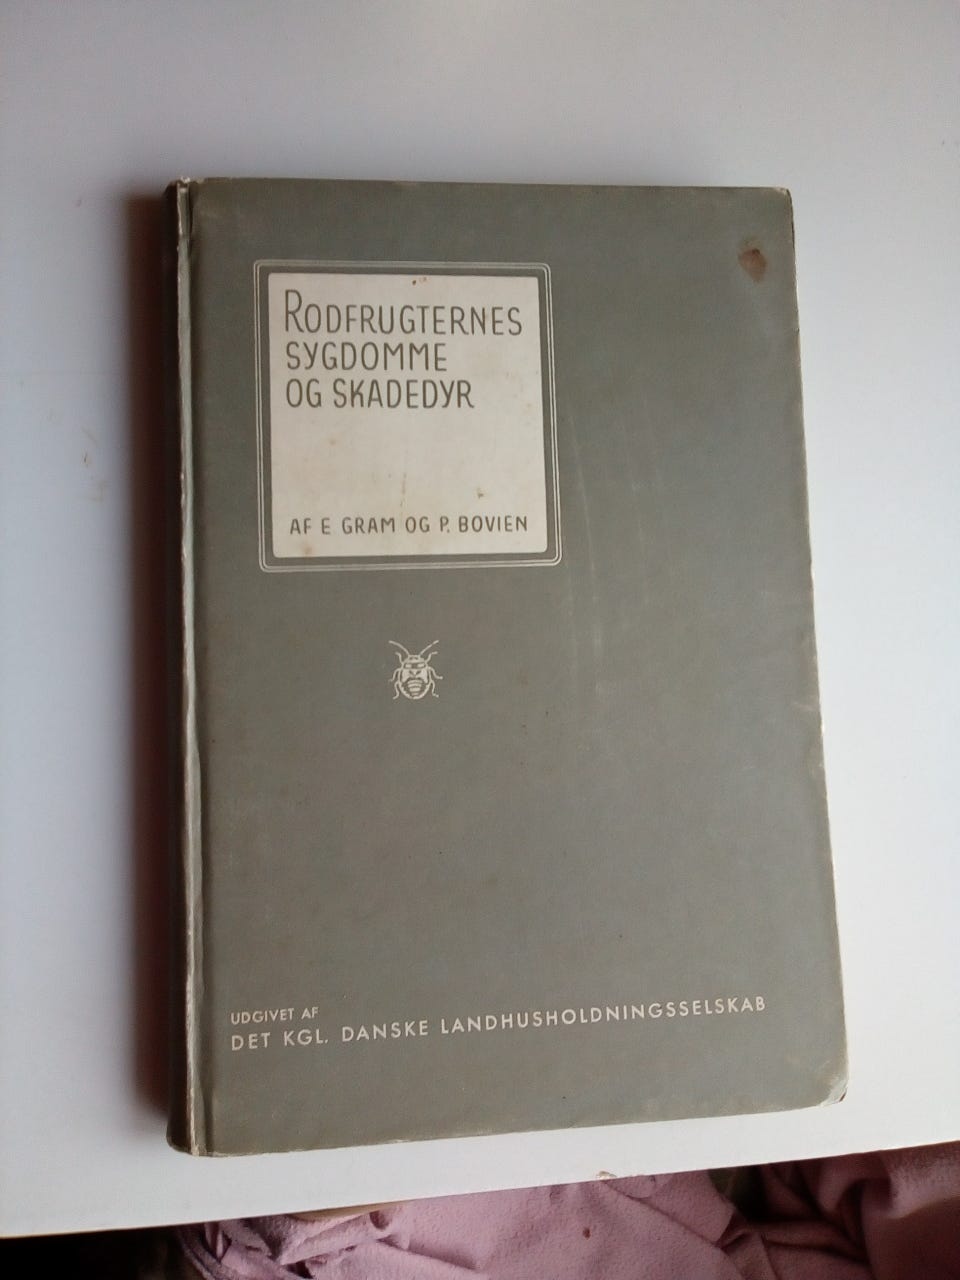 RODFRUGTERNES
SYGDOMME
OG SKADEDYR
AF E GRAM OG P. BOVIEN
UDGIVET AF
DET KGL. DANSKE LANDHUSHOLDNINGSSELSKAB